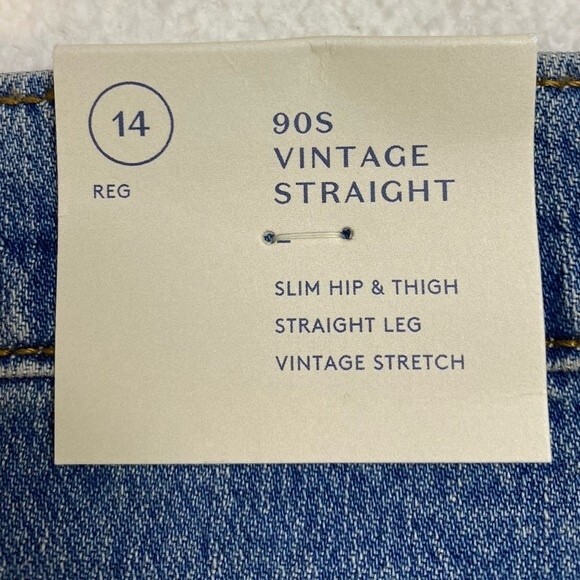 14
REG
90S
VINTAGE
STRAIGHT
SLIM HIP & THIGH
STRAIGHT LEG
VINTAGE STRETCH